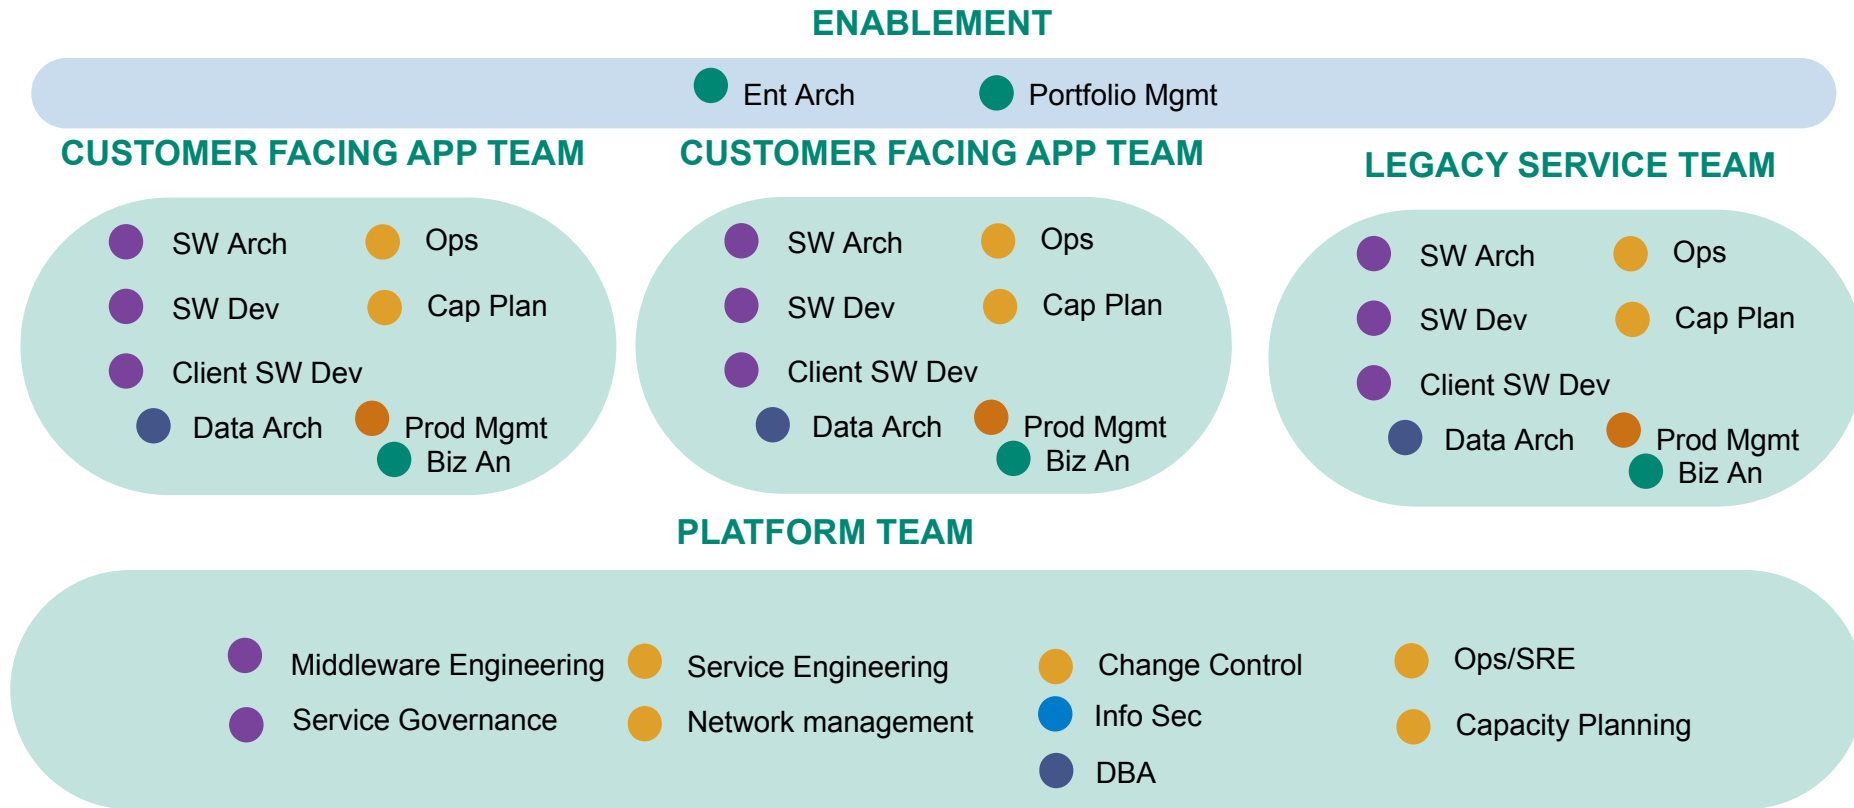 ENABLEMENT
Ent Arch
Portfolio Mgmt
CUSTOMER FACING APP TEAM
SW Arch
Ops
SW Dev
Cap Plan
Client SW Dev
Data Arch
Prod Mgmt
Biz An
CUSTOMER FACING APP TEAM
SW Arch
Ops
SW Dev
Cap Plan
Client SW Dev
Data Arch
Prod Mgmt
Biz An
LEGACY SERVICE TEAM
SW Arch
Ops
SW Dev
Cap Plan
Client SW Dev
Data Arch
Prod Mgmt
Biz An
PLATFORM TEAM
Middleware Engineering
Service Governance
Service Engineering
Network management
Change Control
Info Sec
DBA
Ops/SRE
Capacity Planning